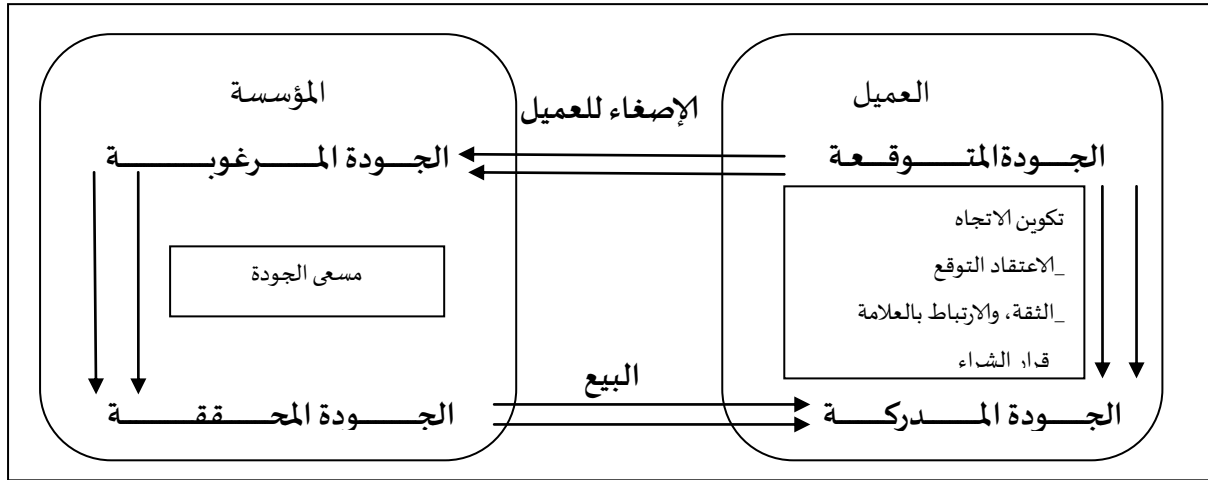 العميل
المؤسسة
الإصغاء للعميل
الجودة المتوقعة
الجودة المرغوبة
تكوين الاتجاه
_الاعتقاد التوقع
_الثقة، والارتباط بالعلامة
قرار الشراء
مسعى الجودة
البيع
الجودة المدركة
الجودة المحققة